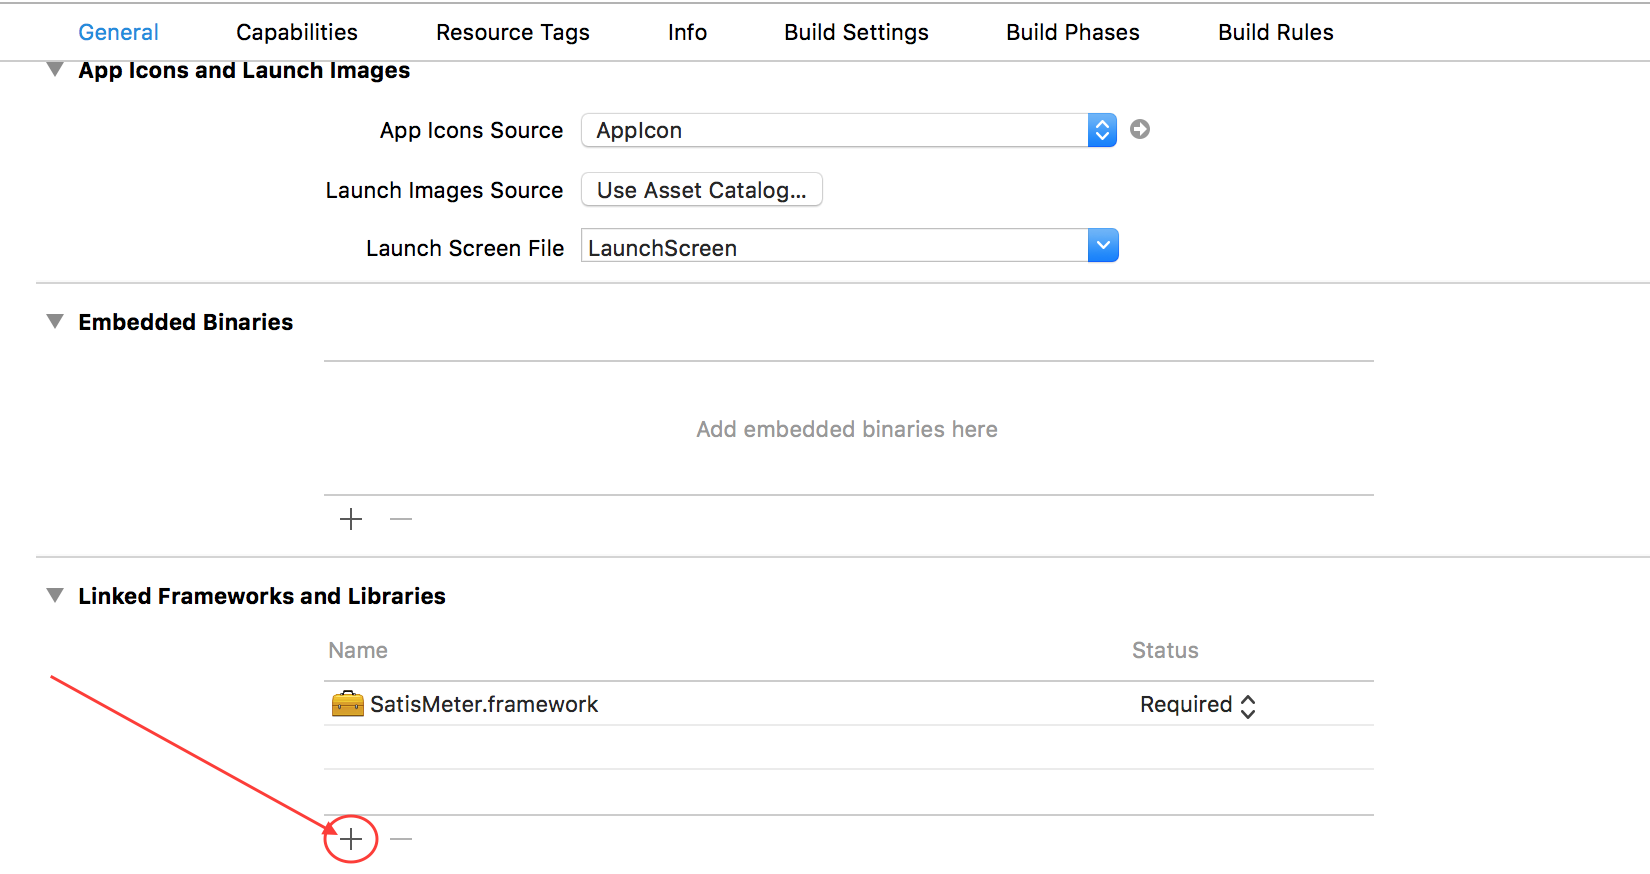 General Capabilities Resource Tags Info Build Settings Build Phases Build Rules
App Icons and Launch Images
App Icons Source AppIcon
Launch Images Source Use Asset Catalog...
Launch Screen File LaunchScreen
Embedded Binaries
Add embedded binaries here
Linked Frameworks and Libraries
Name Status
SatisMeter.framework Required